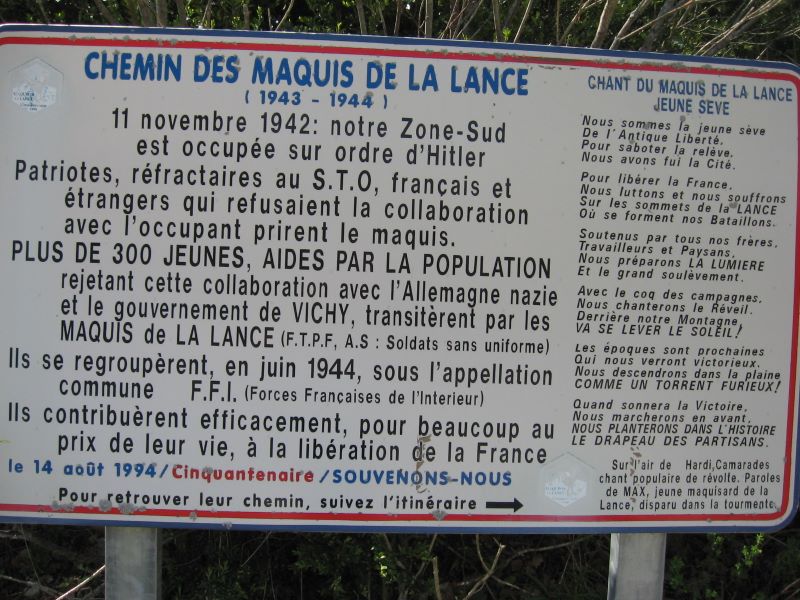 CHEMIN DES MAQUIS DE LA LANCE
( 1943 - 1944 )
11 novembre 1942: notre Zone-Sud
est occupée sur ordre d'Hitler
Patriotes, réfractaires au S.T.O, français et
étrangers qui refusaient la collaboration
avec l'occupant prirent le maquis.
PLUS DE 300 JEUNES, AIDES PAR LA POPULATION
rejetant cette collaboration avec l'Allemagne nazie
et le gouvernement de VICHY, transitèrent par les
MAQUIS de LA LANCE (F.T.P.F, A.S : Soldats sans uniforme)
Ils se regroupèrent, en juin 1944, sous l'appellation
commune F.F.I. (Forces Françaises de l'Interieur)
Ils contribuèrent efficacement, pour beaucoup au
prix de leur vie, à la libération de la France
le 14 août 1994/Cinquantenaire/SOUVENONS-NOUS
Pour retrouver leur chemin, suivez l'itinéraire
CHANT DU MAQUIS DE LA LANCE
JEUNE SEVE
Nous sommes la jeune sève
De l'Antique Liberté,
Pour saboter la relève,
Nous avons fui la Cité.
Pour libérer la France,
Nous luttons et nous souffrons
Sur les sommets de la LANCE
Où se forment nos Bataillons.
Soutenus par tous nos frères,
Travailleurs et Paysans,
Nous préparons LA LUMIERE
Et le grand soulèvement.
Avec le coq des campagnes,
Nous chanterons le Réveil.
Derrière notre Montagne,
VA SE LEVER LE SOLEIL!
Les époques sont prochaines
Qui nous verront victorieux.
Nous descendrons dans la plaine
COMME UN TORRENT FURIEUX!
Quand sonnera la Victoire,
Nous marcherons en avant,
NOUS PLANTERONS DANS L'HISTOIRE
LE DRAPEAU DES PARTISANS.
Sur l'air de Hardi, Camarades
chant populaire de révolte. Paroles
de MAX, jeune maquisard de la
Lance, disparu dans la tourmente.